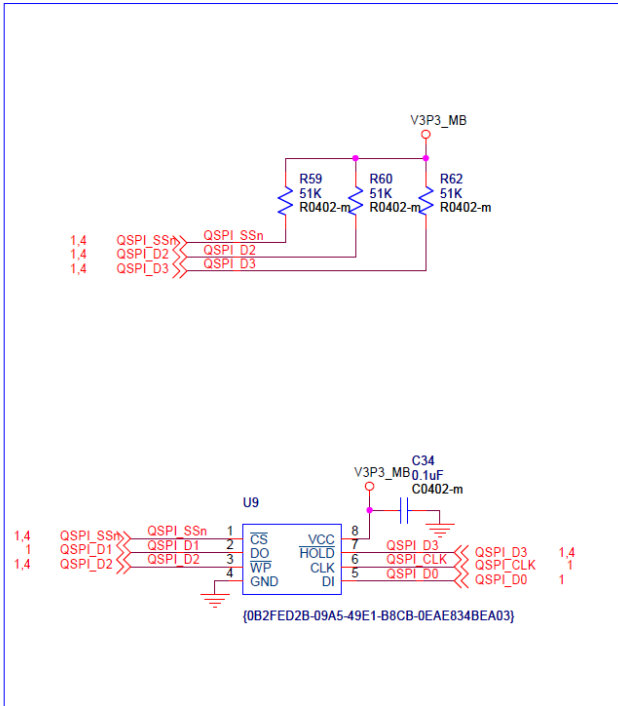 V3P3_MB
R59 R60 R62
51K 51K 51K
R0402-m R0402-m R0402-m
1,4 QSPI_SSn QSPI_SSn
1,4 QSPI_D2 QSPI_D2
1,4 QSPI_D3 QSPI_D3
C34
V3P3_MB 0.1uF
C0402-m
U9
1,4 QSPI_SSn QSPI_SSn 1 CS VCC 8
1 QSPI_D1 QSPI_D1 2 DO HOLD 7 QSPI_D3 QSPI_D3 1,4
1,4 QSPI_D2 QSPI_D2 3 WP CLK 6 QSPI_CLK QSPI_CLK 1
4 GND DI 5 QSPI_D0 QSPI_D0 1
{0B2FED2B-09A5-49E1-B8CB-0EAE834BEA03}